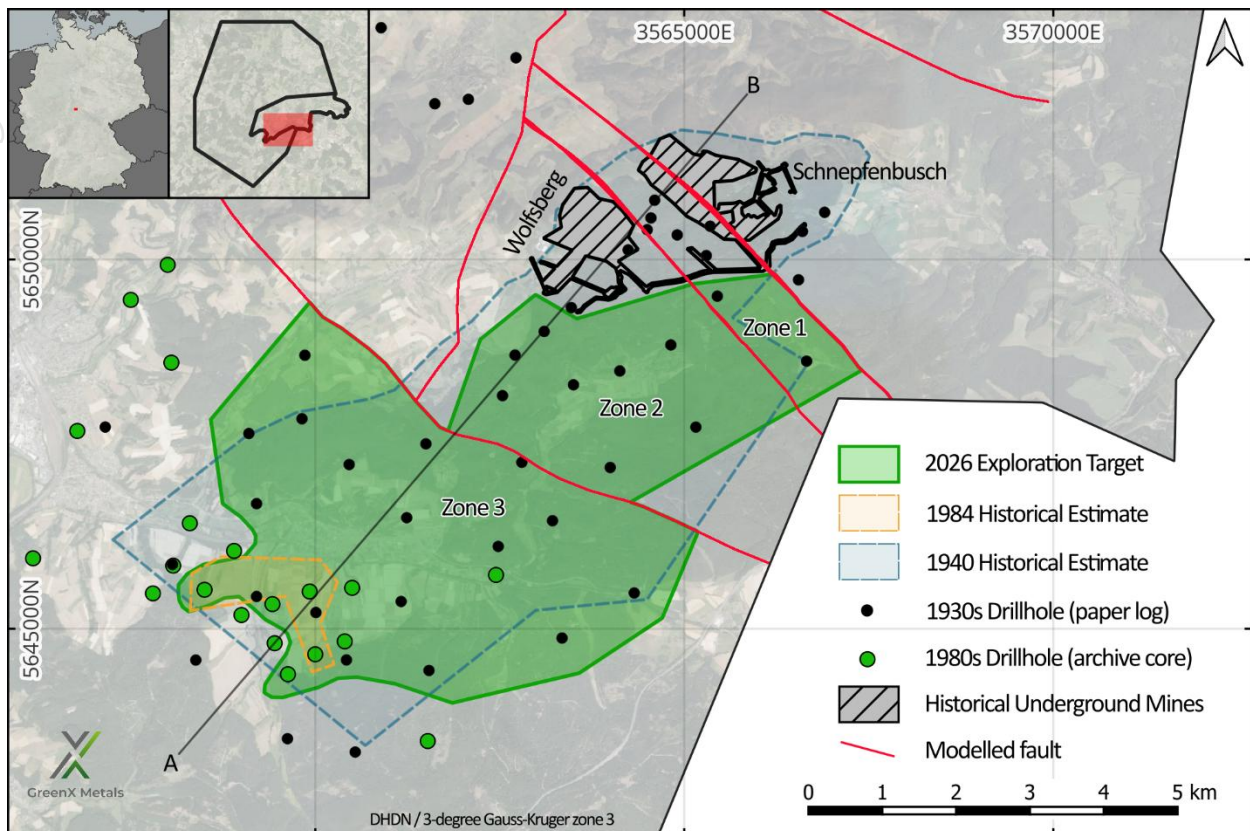 3565000E
3570000E
B
Schnepfenbusch
Wolfsberg
5650000N
Zone 1
Zone 2
Zone 3
5645000N
A
2026 Exploration Target
1984 Historical Estimate
1940 Historical Estimate
1930s Drillhole (paper log)
1980s Drillhole (archive core)
Historical Underground Mines
Modelled fault
0 1 2 3 4 5 km
GreenX Metals
DHDN / 3-degree Gauss-Kruger zone 3